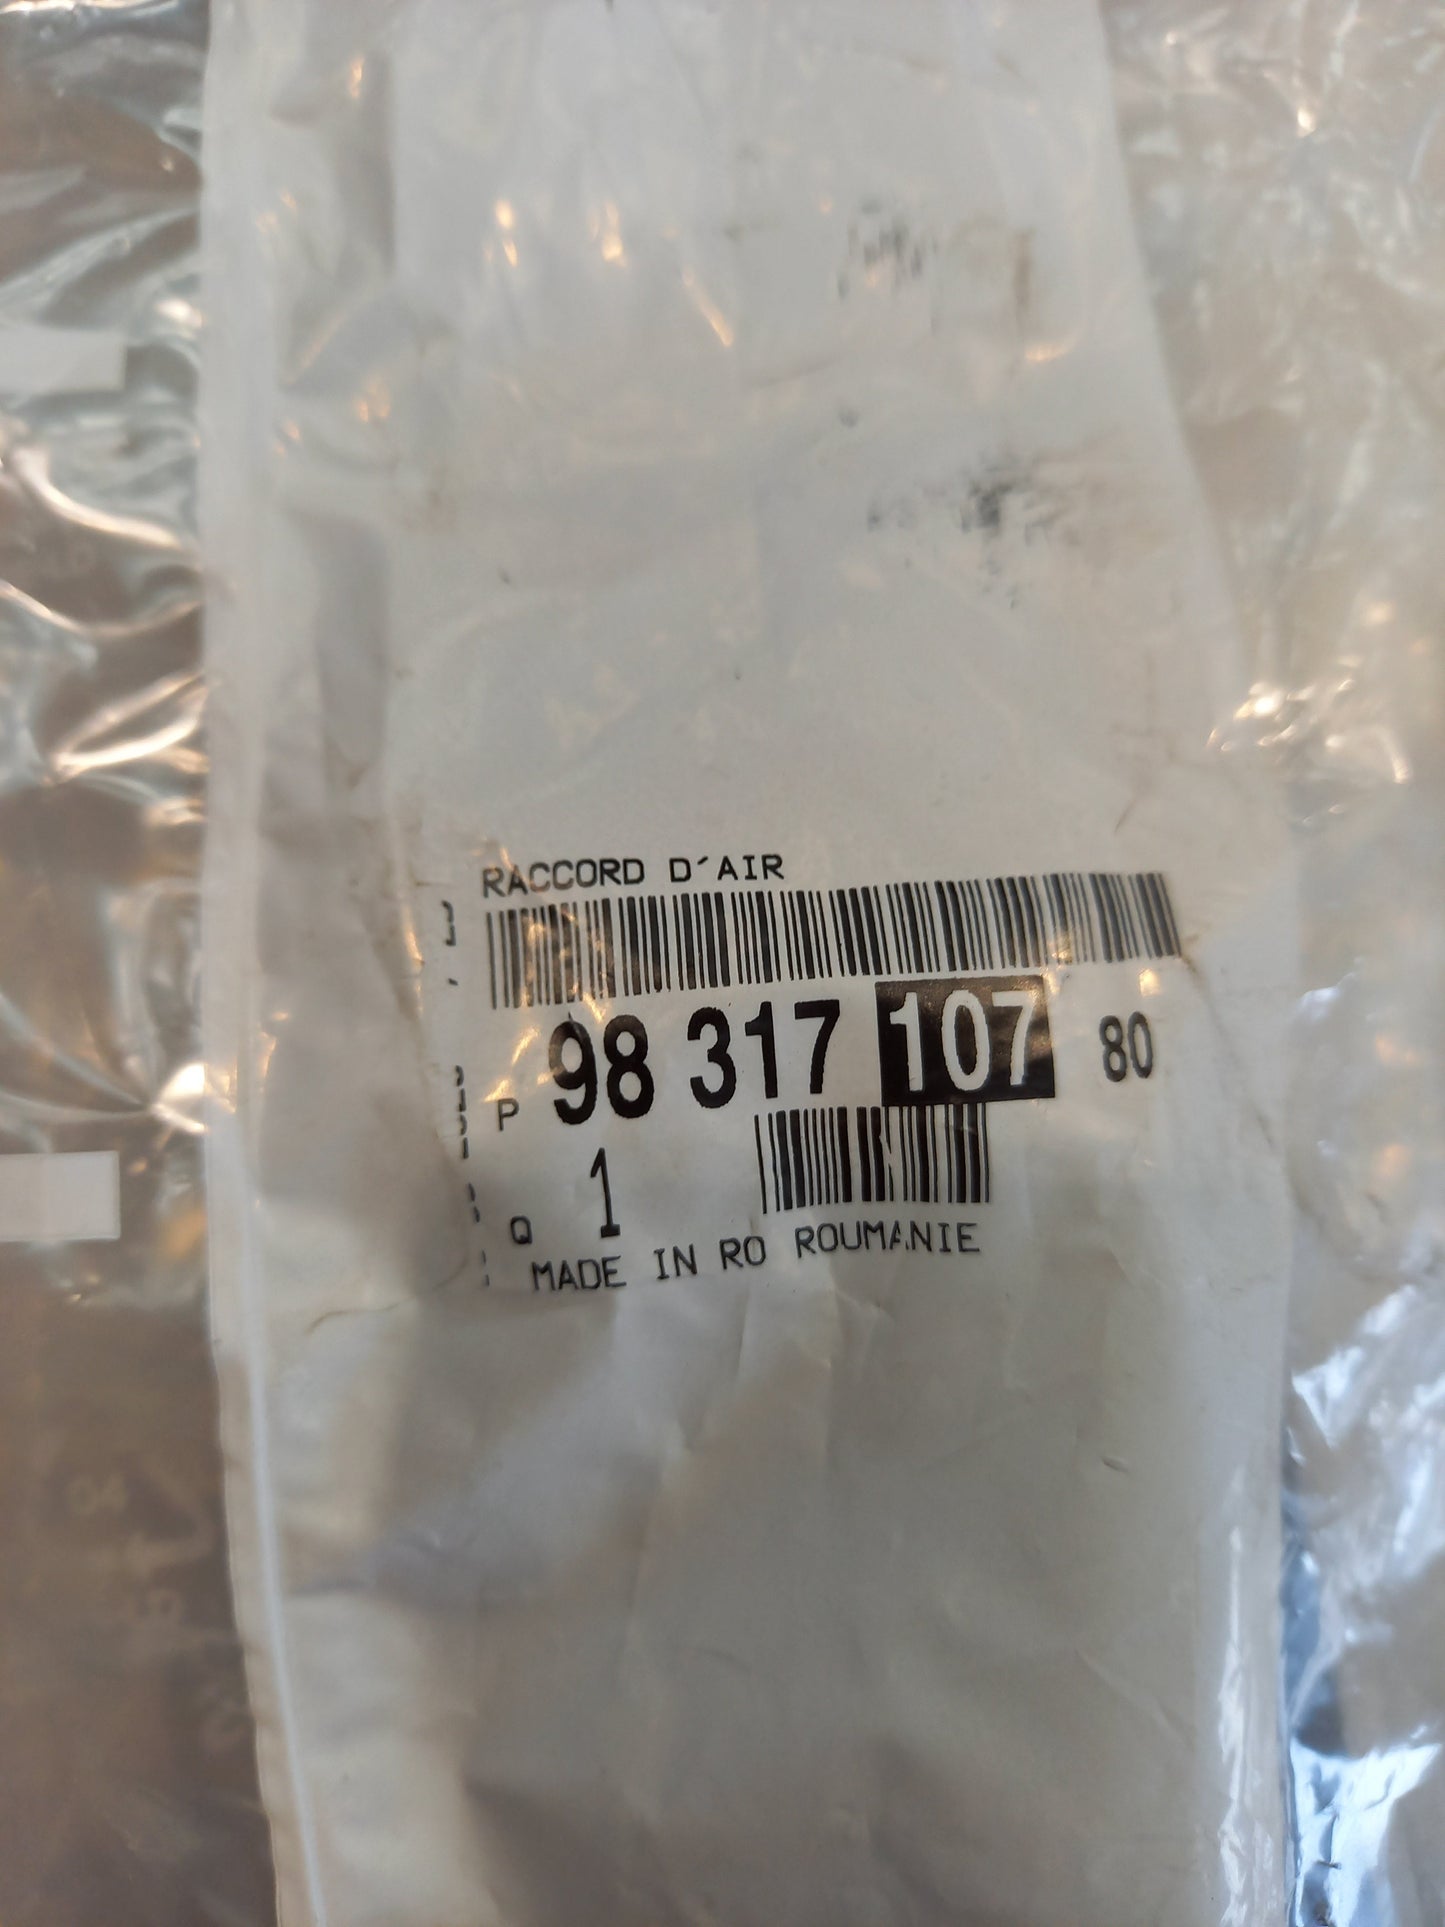 RACCORD D´AIR
P 98 317 107 80
Q 1
MADE IN RO ROUMANIE